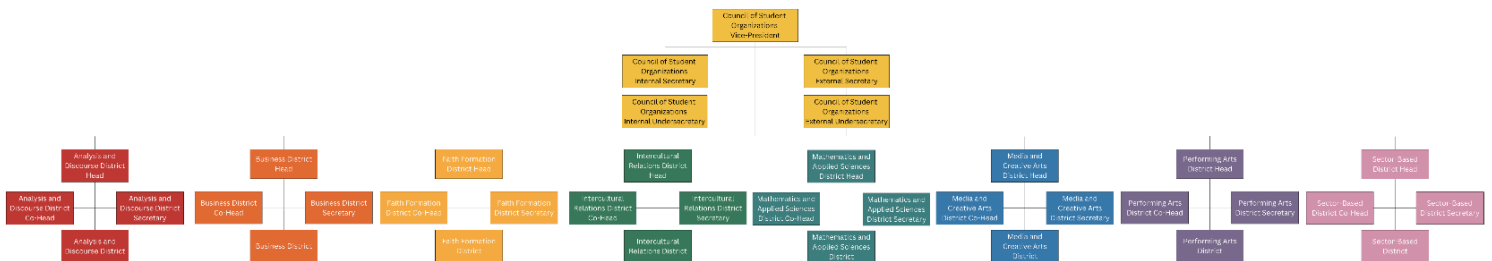 Council of Student
Organizations
Vice-President
Council of Student
Organizations
Internal Secretary
Council of Student
Organizations
External Secretary
Council of Student
Organizations
Internal Undersecretary
Council of Student
Organizations
External Undersecretary
Analysis and
Discourse District
Head
Business District
Head
Faith Formation
District Head
Intercultural
Relations District
Head
Mathematics and
Applied Sciences
District Head
Media and
Creative Arts
District Head
Performing Arts
District Head
Sector-Based
District Head
Analysis and
Discourse District
Co-Head
Analysis and
Discourse District
Secretary
Business District
Co-Head
Business District
Secretary
Faith Formation
District Co-Head
Faith Formation
District Secretary
Intercultural
Relations District
Co-Head
Intercultural
Relations District
Secretary
Mathematics and
Applied Sciences
District Co-Head
Mathematics and
Applied Sciences
District Secretary
Media and
Creative Arts
District Co-Head
Media and
Creative Arts
District Secretary
Performing Arts
District Co-Head
Performing Arts
District Secretary
Sector-Based
District Co-Head
Sector-Based
District Secretary
Analysis and
Discourse District
Business District
Faith Formation
District
Intercultural
Relations District
Mathematics and
Applied Sciences
District
Media and
Creative Arts
District
Performing Arts
District
Sector-Based
District